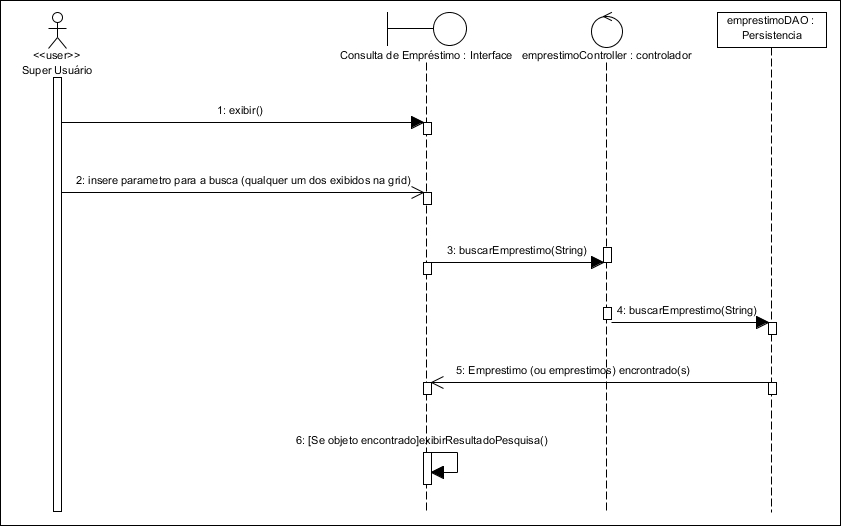 <<user>>
Super Usuário
Consulta de Empréstimo : Interface
emprestimoController : controlador
emprestimoDAO :
Persistencia
1: exibir()
2: insere parametro para a busca (qualquer um dos exibidos na grid)
3: buscarEmprestimo(String)
4: buscarEmprestimo(String)
5: Emprestimo (ou emprestimos) encrontrado(s)
6: [Se objeto encontrado]exibirResultadoPesquisa()